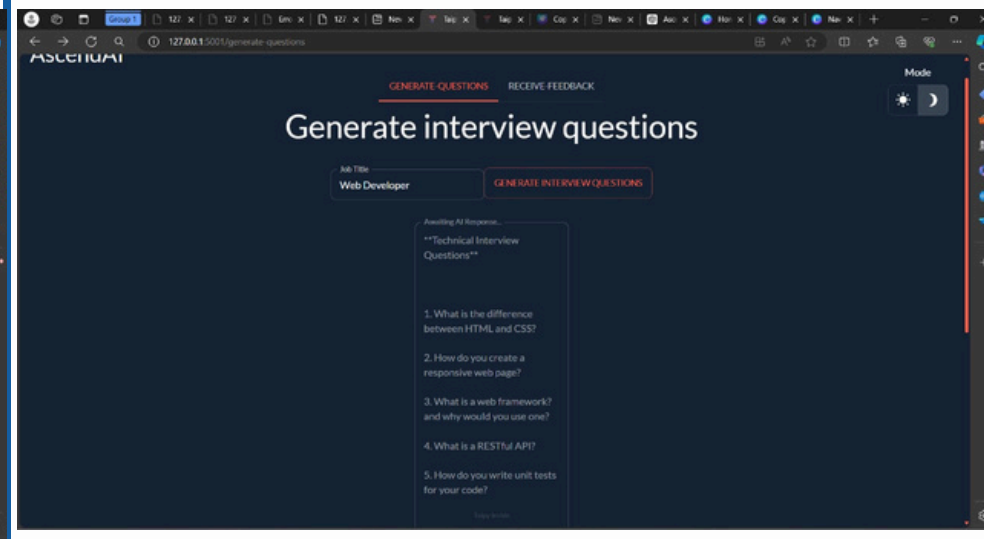 Group 1
127
127
127
127.0.0.1:5001/generate-questions
AscendAI
Mode
GENERATE-QUESTIONS RECEIVE-FEEDBACK
Generate interview questions
Job Title
Web Developer
GENERATE INTERVIEW QUESTIONS
Awaiting AI Response...
**Technical Interview
Questions**
1. What is the difference
between HTML and CSS?
2. How do you create a
responsive web page?
3. What is a web framework?
and why would you use one?
4. What is a RESTful API?
5. How do you write unit tests
for your code?